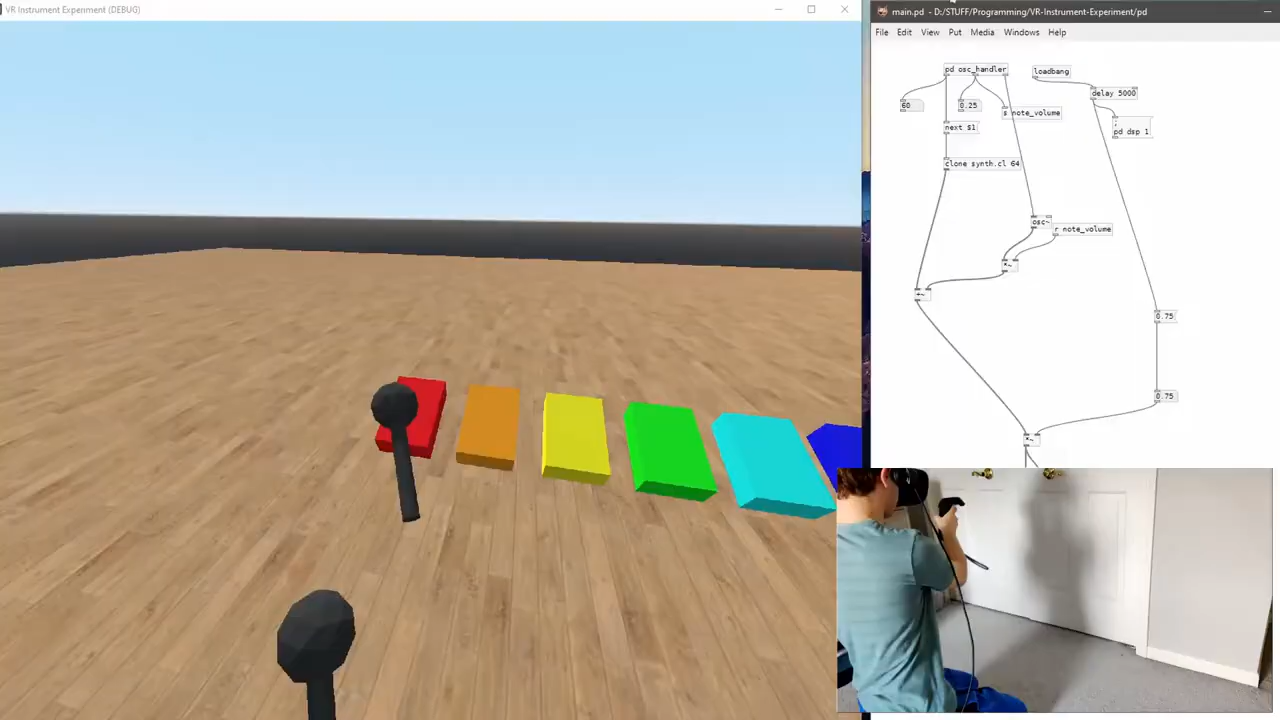 VR Instrument Experiment (DEBUG)
main.pd - D:/STUFF/Programming/VR-Instrument-Experiment/pd
File Edit View Put Media Windows Help
pd osc_handler
loadbang
60
0.25
s note_volume
delay 5000
next $1
;
pd dsp 1
clone synth.cl 64
osc~
r note_volume
*~
+~
0.75
0.75
*~